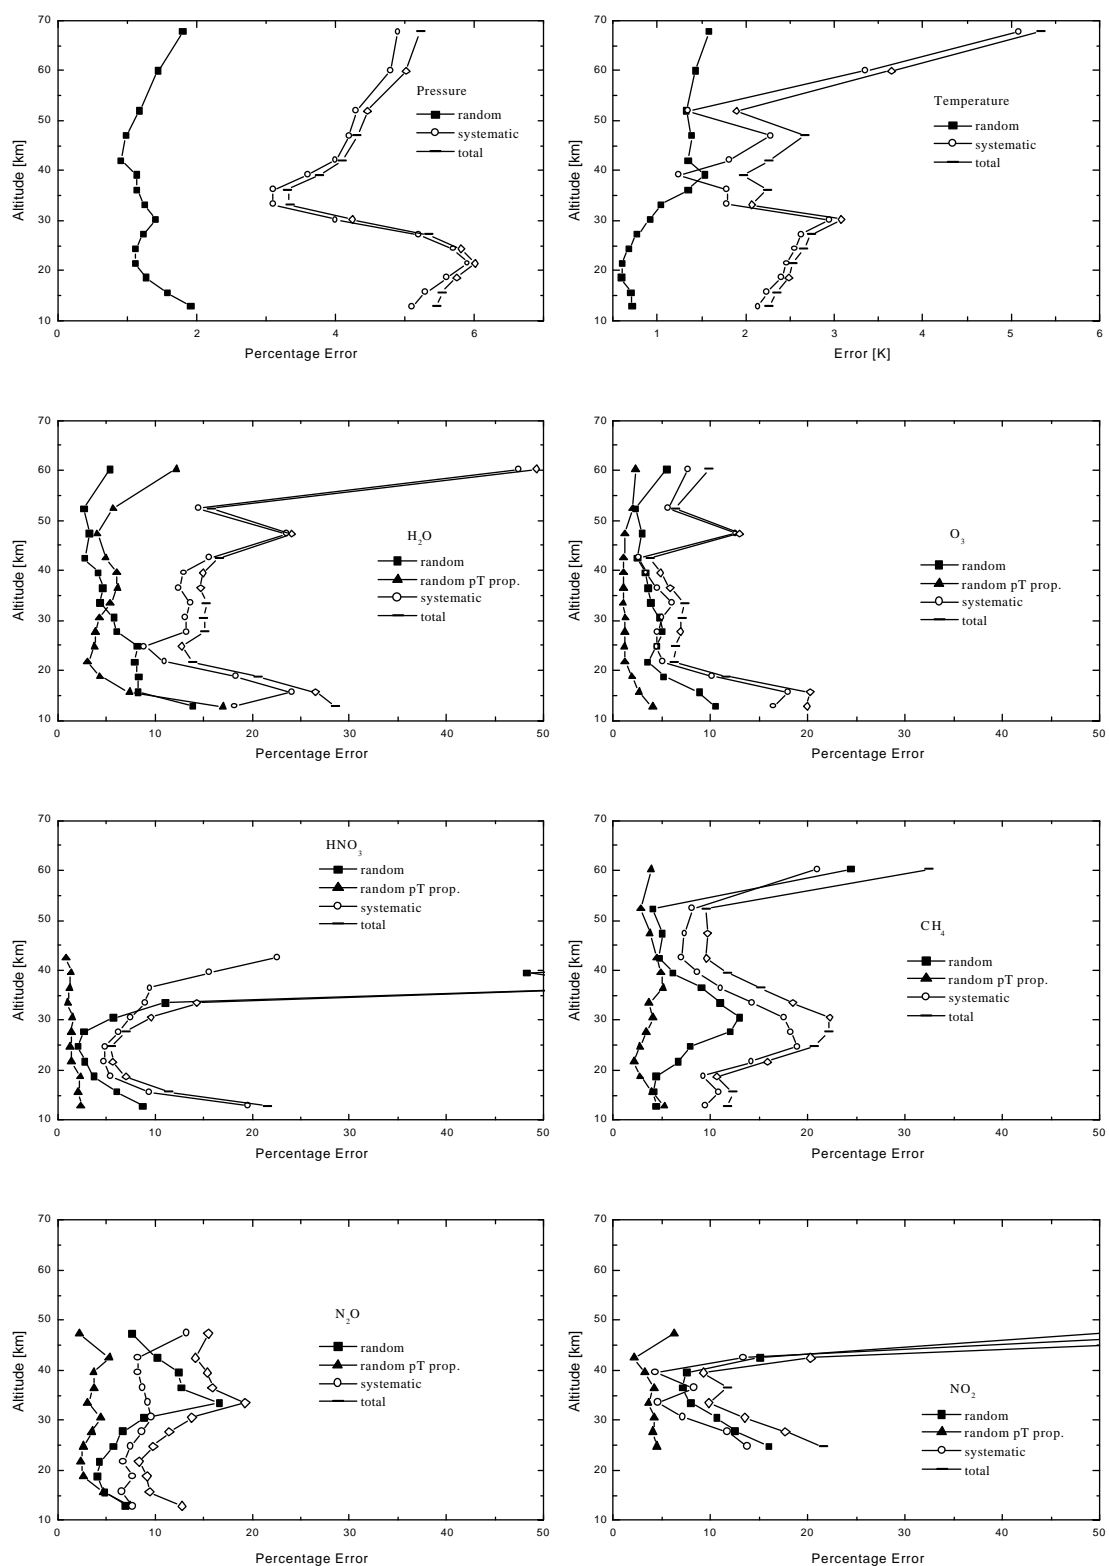 70
60
50
40
30
20
10
Altitude [km]
Pressure
random
systematic
total
0 2 4 6
Percentage Error
70
60
50
40
30
20
10
Altitude [km]
Temperature
random
systematic
total
1 2 3 4 5 6
Error [K]
70
60
50
40
30
20
10
Altitude [km]
H2O
random
random pT prop.
systematic
total
0 10 20 30 40 50
Percentage Error
70
60
50
40
30
20
10
Altitude [km]
O3
random
random pT prop.
systematic
total
0 10 20 30 40 50
Percentage Error
70
60
50
40
30
20
10
Altitude [km]
HNO3
random
random pT prop.
systematic
total
0 10 20 30 40 50
Percentage Error
70
60
50
40
30
20
10
Altitude [km]
CH4
random
random pT prop.
systematic
total
0 10 20 30 40 50
Percentage Error
70
60
50
40
30
20
10
Altitude [km]
N2O
random
random pT prop.
systematic
total
0 10 20 30 40 50
Percentage Error
70
60
50
40
30
20
10
Altitude [km]
NO2
random
random pT prop.
systematic
total
0 10 20 30 40 50
Percentage Error